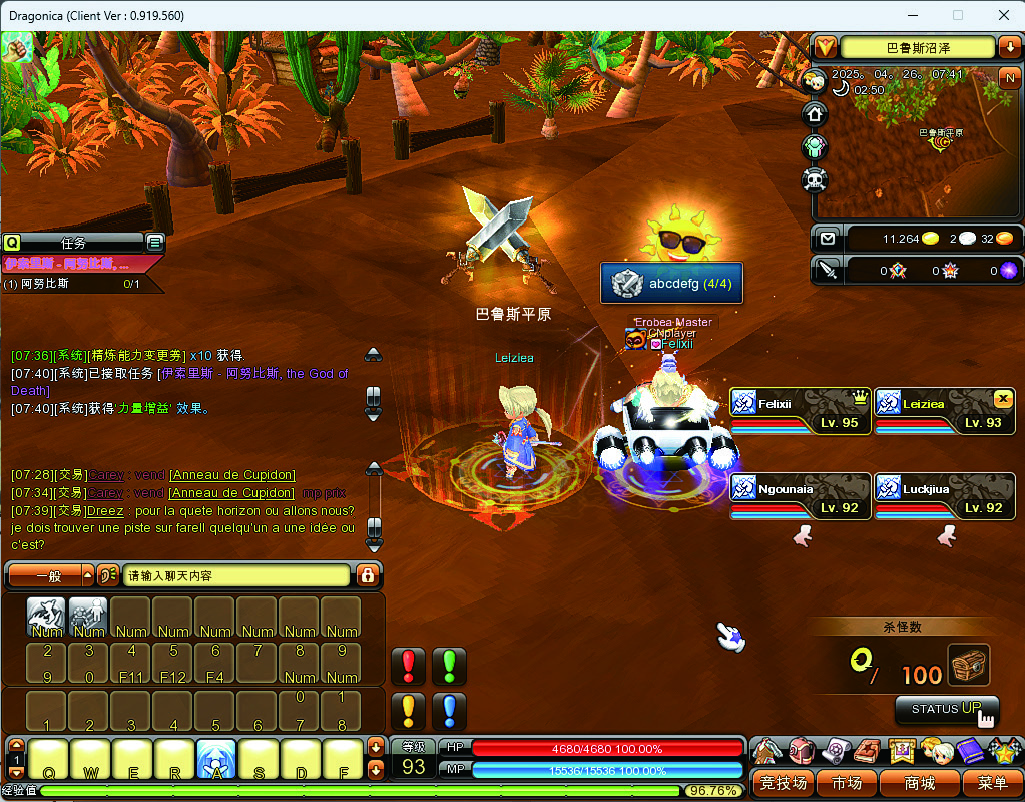 Dragonica (Client Ver : 0.919.560)
巴鲁斯沼泽
2025。 04。 26。 07:41
N
02:50
巴鲁斯平原
11.264 2 32
0 0 0
Q 任务
伊索里斯 - 阿努比斯, ...
(1) 阿努比斯 0/1
abcdefg (4/4)
巴鲁斯平原
Erobea Master
CNplayer
Felixii
Leiziea
[07:36][系统][精炼能力变更券] x10 获得.
[07:40][系统]已接取任务 [伊索里斯 - 阿努比斯, the God of
Death]
[07:40][系统]获得'力量增益' 效果。
[07:28][交易]Carey : vend [Anneau de Cupidon]
[07:34][交易]Carey : vend [Anneau de Cupidon] mp prix
[07:39][交易]Dreez : pour la quete horizon ou allons nous?
je dois trouver une piste sur farell quelqu'un a une idée ou
c'est?
Felixii
Lv. 95
Leiziea
Lv. 93
Ngounaia
Lv. 92
Luckjiua
Lv. 92
一般 请输入聊天内容
Num Num Num Num Num Num Num Num
2 3 4 5 6 7 8 9
9 0 F11 F12 F4 Num Num
0 1
1 2 3 4 5 6 7 8
杀怪数
0/ 100
STATUS UP
1 Q W E R A S D F
等级
93
HP 4680/4680 100.00%
MP 15536/15536 100.00%
经验值 96.76%
竞技场 市场 商城 菜单